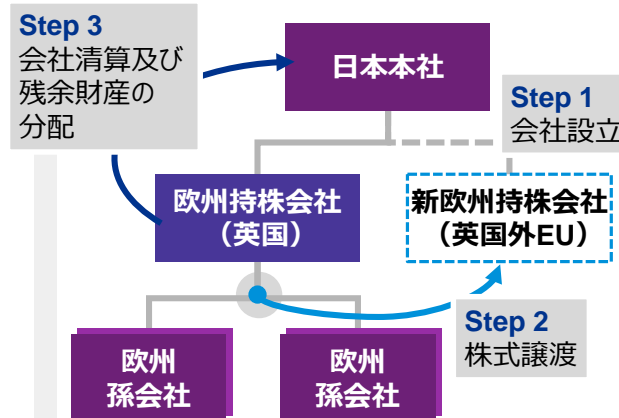 Step 3
会社清算及び
残余財産の
分配
日本本社
Step 1
会社設立
欧州持株会社
（英国）
新欧州持株会社
（英国外EU）
Step 2
株式譲渡
欧州
孫会社
欧州
孫会社